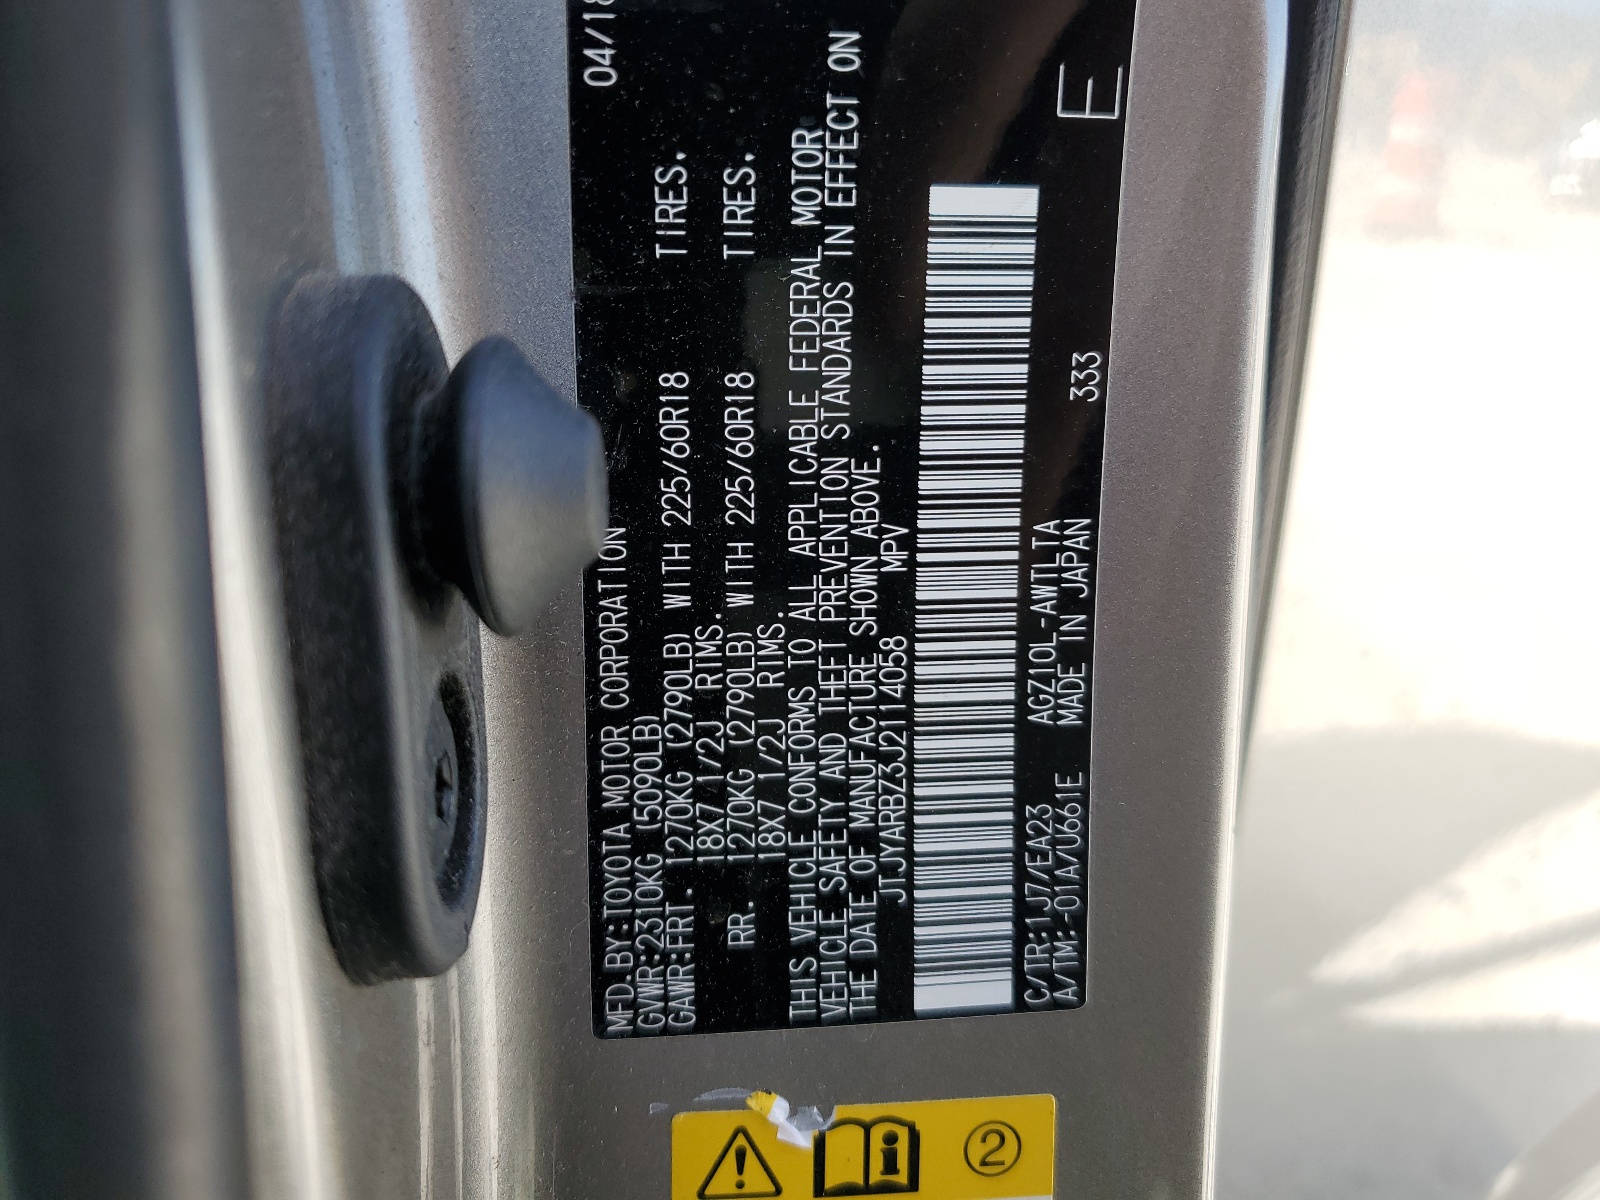 04/18
MFD.BY:TOYOTA MOTOR CORPORATION
GVWR:2310KG (5090LB)
GAWR:FRT. 1270KG (2790LB) WITH 225/60R18 TIRES.
18X7 1/2J RIMS.
RR. 1270KG (2790LB) WITH 225/60R18 TIRES.
18X7 1/2J RIMS.
THIS VEHICLE CONFORMS TO ALL APPLICABLE FEDERAL MOTOR
VEHICLE SAFETY AND THEFT PREVENTION STANDARDS IN EFFECT ON
THE DATE OF MANUFACTURE SHOWN ABOVE.
JTJYARBZ3J2114058 MPV
C/TR:1J7/EA23 AGZ10L-AWTLTA 333
A/TM:-01A/U661E MADE IN JAPAN
E
i
2